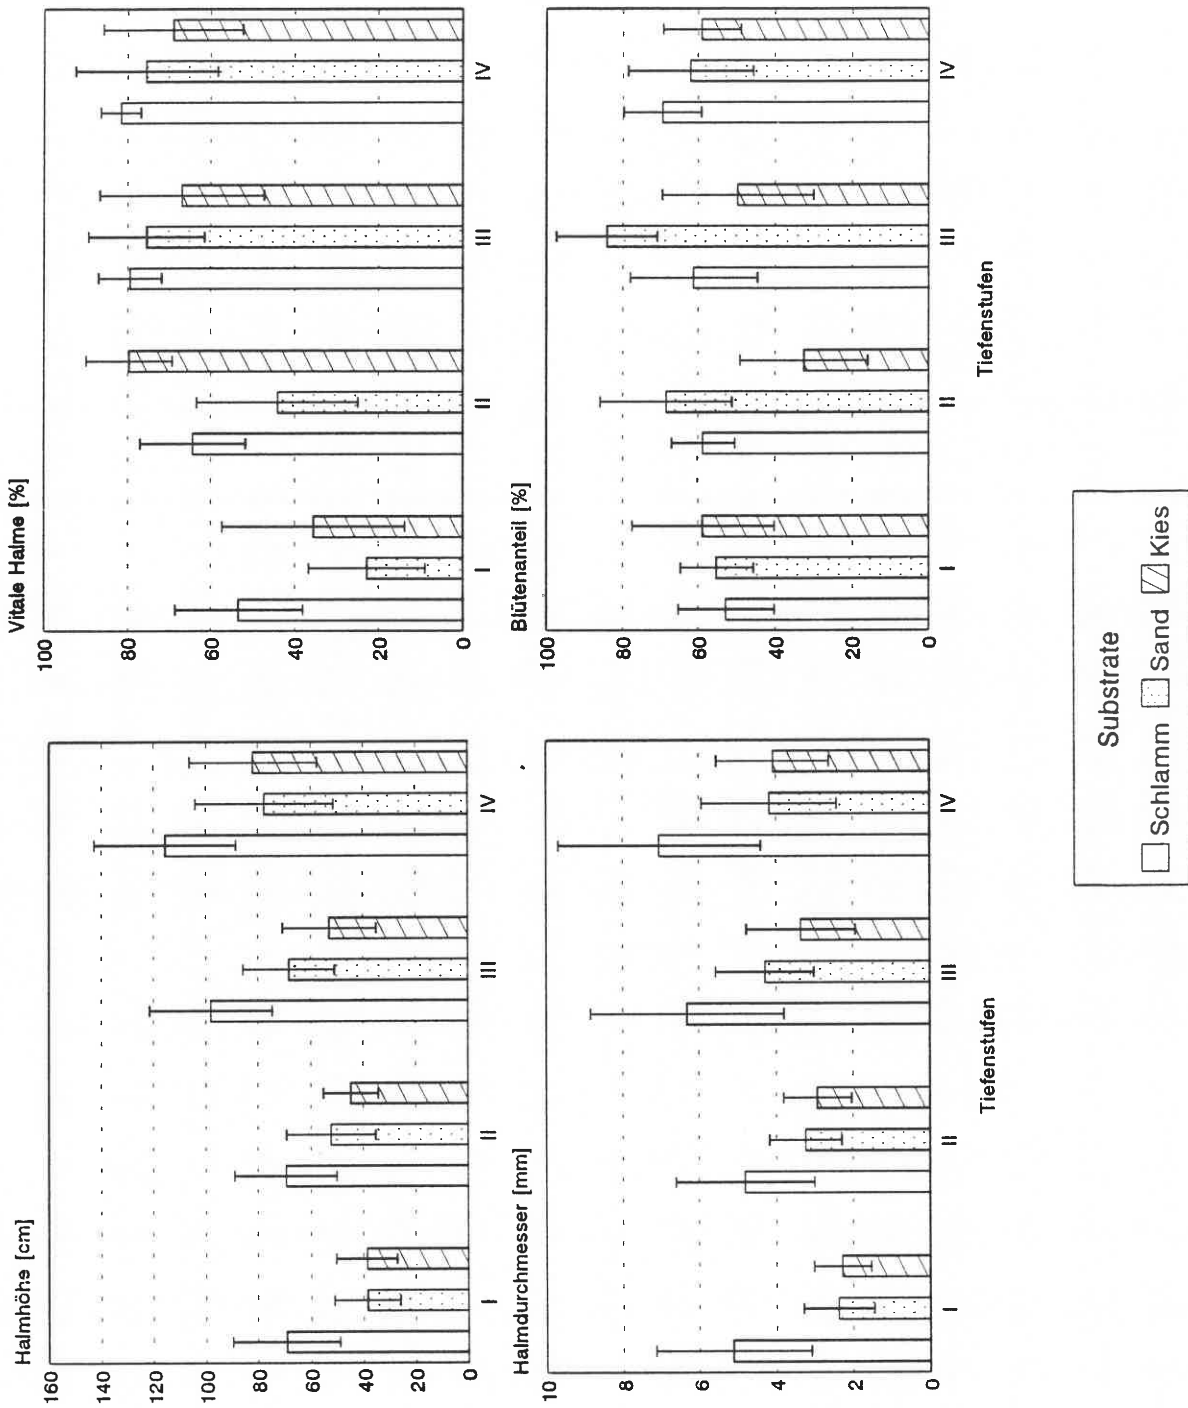 Halmhöhe [cm]
160
140
120
100
80
60
40
20
0
I II III IV
Vitale Halme [%]
100
80
60
40
20
0
I II III IV
Halmdurchmesser [mm]
10
8
6
4
2
0
I II III IV
Tiefenstufen
Blütenanteil [%]
100
80
60
40
20
0
I II III IV
Tiefenstufen
Substrate
Schlamm Sand Kies